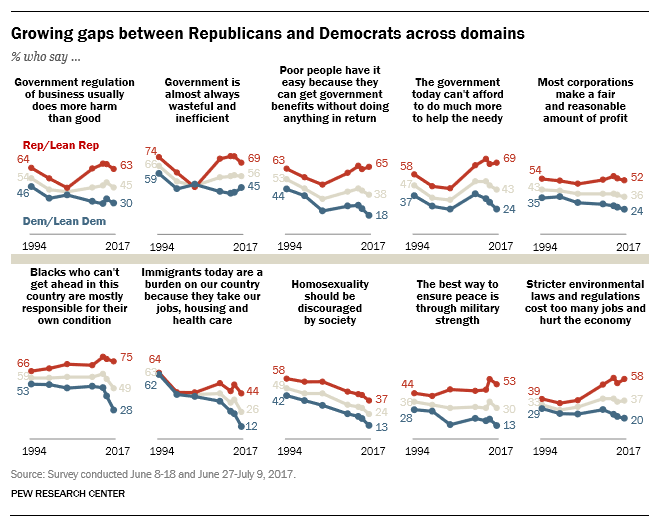 Growing gaps between Republicans and Democrats across domains
% who say ...
Government regulation
of business usually
does more harm
than good
Rep/Lean Rep
64
54
46
63
45
30
Dem/Lean Dem
1994
2017
Government is
almost always
wasteful and
inefficient
74
66
59
69
56
45
1994
2017
Poor people have it
easy because they
can get government
benefits without doing
anything in return
63
53
44
65
38
18
1994
2017
The government
today can't afford
to do much more
to help the needy
58
47
37
69
43
24
1994
2017
Most corporations
make a fair
and reasonable
amount of profit
54
43
35
52
36
24
1994
2017
Blacks who can't
get ahead in this
country are mostly
responsible for their
own condition
66
53
75
49
28
1994
2017
Immigrants today are a
burden on our country
because they take our
jobs, housing and
health care
64
63
62
44
26
12
1994
2017
Homosexuality
should be
discouraged
by society
58
49
42
37
24
13
1994
2017
The best way to
ensure peace is
through military
strength
44
36
28
53
30
13
1994
2017
Stricter environmental
laws and regulations
cost too many jobs and
hurt the economy
39
33
29
58
37
20
1994
2017
Source: Survey conducted June 8-18 and June 27-July 9, 2017.
PEW RESEARCH CENTER